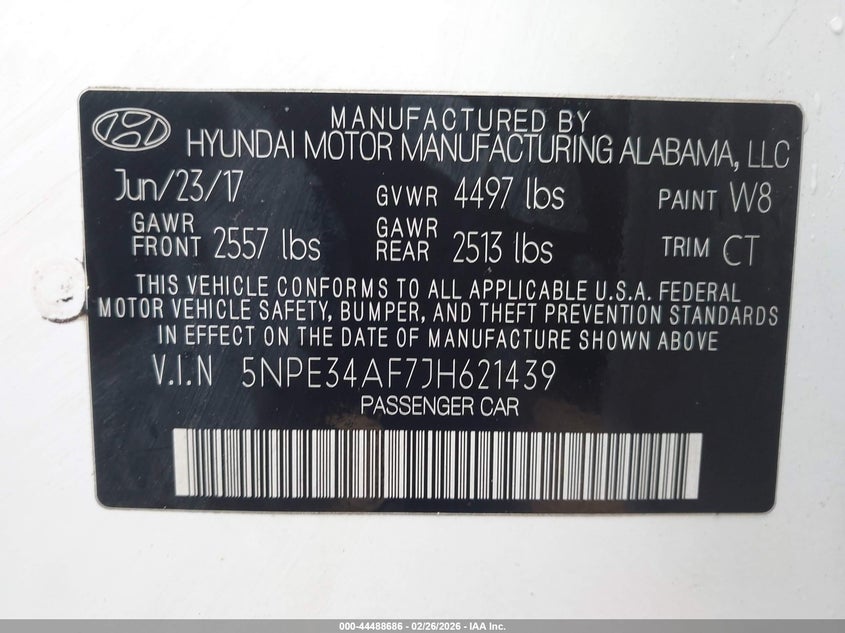 MANUFACTURED BY
HYUNDAI MOTOR MANUFACTURING ALABAMA, LLC
Jun/23/17 GVWR 4497 lbs PAINT W8
GAWR FRONT 2557 lbs GAWR REAR 2513 lbs TRIM CT
THIS VEHICLE CONFORMS TO ALL APPLICABLE U.S.A. FEDERAL
MOTOR VEHICLE SAFETY, BUMPER, AND THEFT PREVENTION STANDARDS
IN EFFECT ON THE DATE OF MANUFACTURE SHOWN ABOVE
V.I.N 5NPE34AF7JH621439
PASSENGER CAR
000-44488686 - 02/26/2026 - IAA Inc.